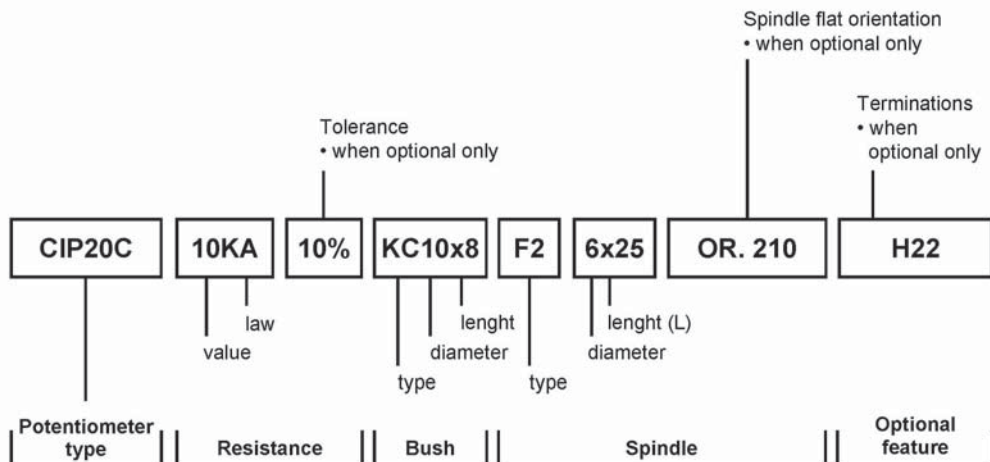 Spindle flat orientation
• when optional only
Terminations
• when
optional only
Tolerance
• when optional only
CIP20C 10KA 10% KC10x8 F2 6x25 OR. 210 H22
law
value
lenght
diameter
type
type
lenght (L)
diameter
Potentiometer
type
Resistance
Bush
Spindle
Optional
feature